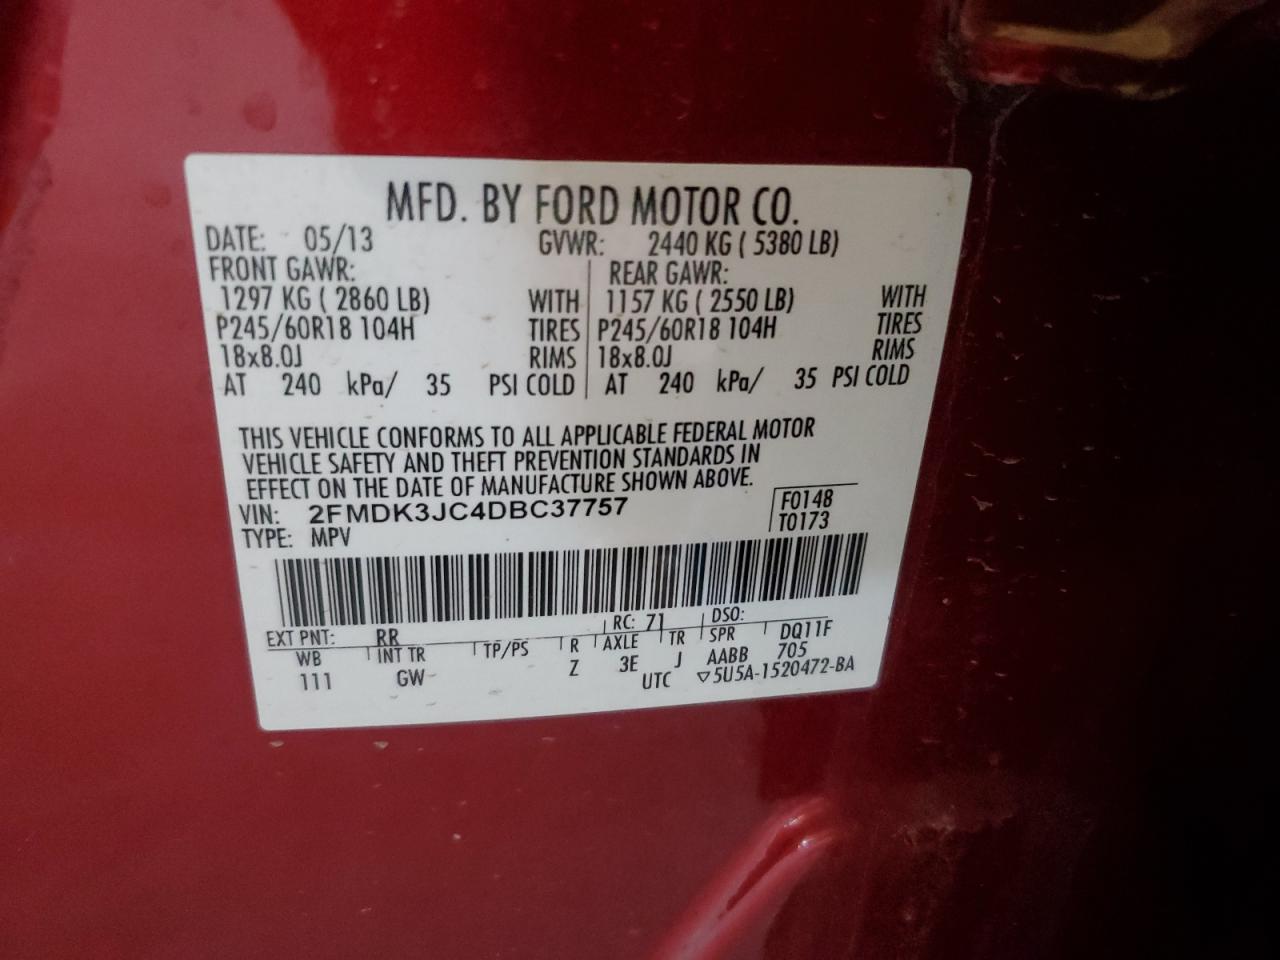 MFD. BY FORD MOTOR CO.
DATE: 05/13 GVWR: 2440 KG ( 5380 LB)
FRONT GAWR: REAR GAWR:
1297 KG ( 2860 LB) WITH 1157 KG ( 2550 LB) WITH
P245/60R18 104H TIRES P245/60R18 104H TIRES
18x8.0J RIMS 18x8.0J RIMS
AT 240 kPa/ 35 PSI COLD AT 240 kPa/ 35 PSI COLD
THIS VEHICLE CONFORMS TO ALL APPLICABLE FEDERAL MOTOR
VEHICLE SAFETY AND THEFT PREVENTION STANDARDS IN
EFFECT ON THE DATE OF MANUFACTURE SHOWN ABOVE.
VIN: 2FMDK3JC4DBC37757 F0148
TYPE: MPV T0173
EXT PNT: RR RC: 71 DSO:
WB INT TR TP/PS R AXLE TR SPR DQ11F
111 GW Z 3E J AABB 705
UTC ▽5U5A-1520472-BA